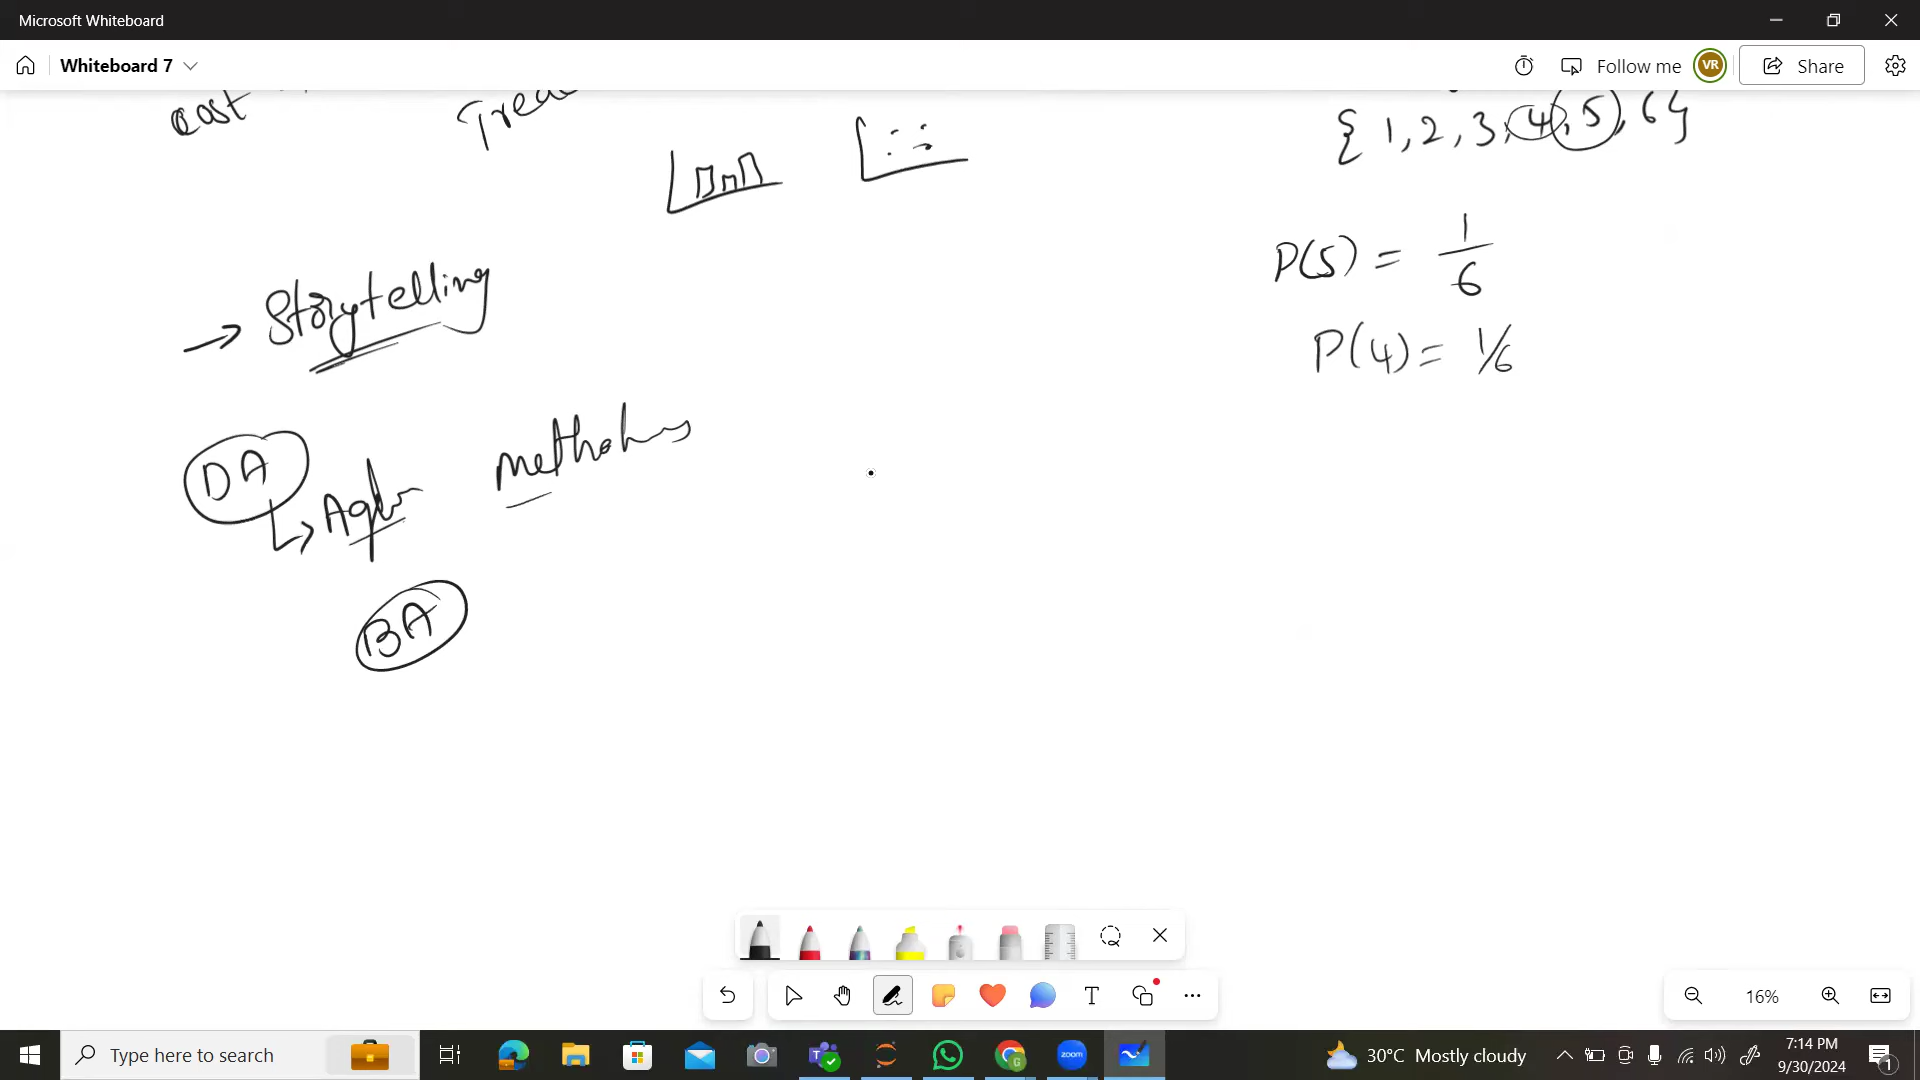 Microsoft Whiteboard
Whiteboard 7
Follow me
VR
Share
cost
{ 1, 2, 3, 4, 5, 6 }
P(5) = 1/6
→ Storytelling
P(4) = 1/6
DA
BA
16%
Type here to search
zoom
30°C Mostly cloudy
7:14 PM
9/30/2024
1